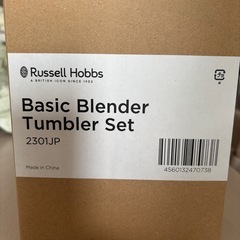 Russell Hobbs
A BRITISH ICON SINCE 1952
Basic Blender
Tumbler Set
2301JP
Made in China
4560132470738